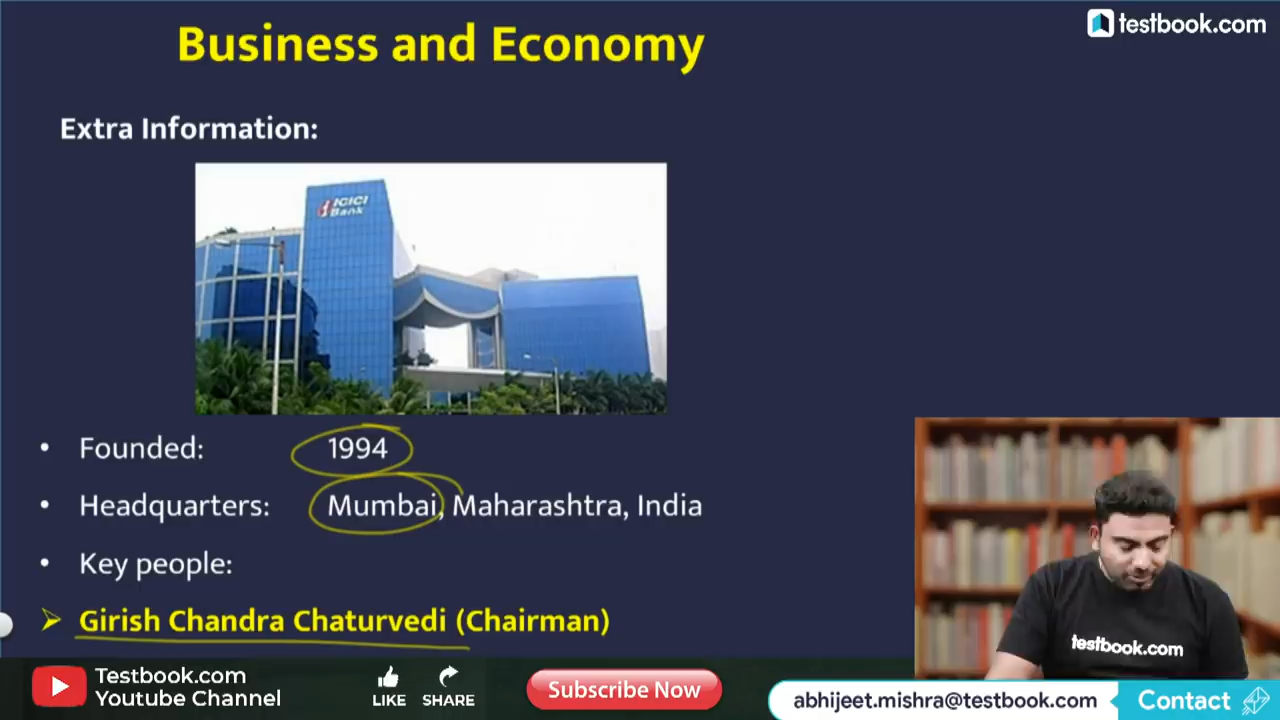 Business and Economy
testbook.com
Extra Information:
ICICI
Bank
• Founded: 1994
• Headquarters: Mumbai, Maharashtra, India
• Key people:
➢ Girish Chandra Chaturvedi (Chairman)
testbook.com
Testbook.com
Youtube Channel
LIKE
SHARE
Subscribe Now
abhijeet.mishra@testbook.com
Contact